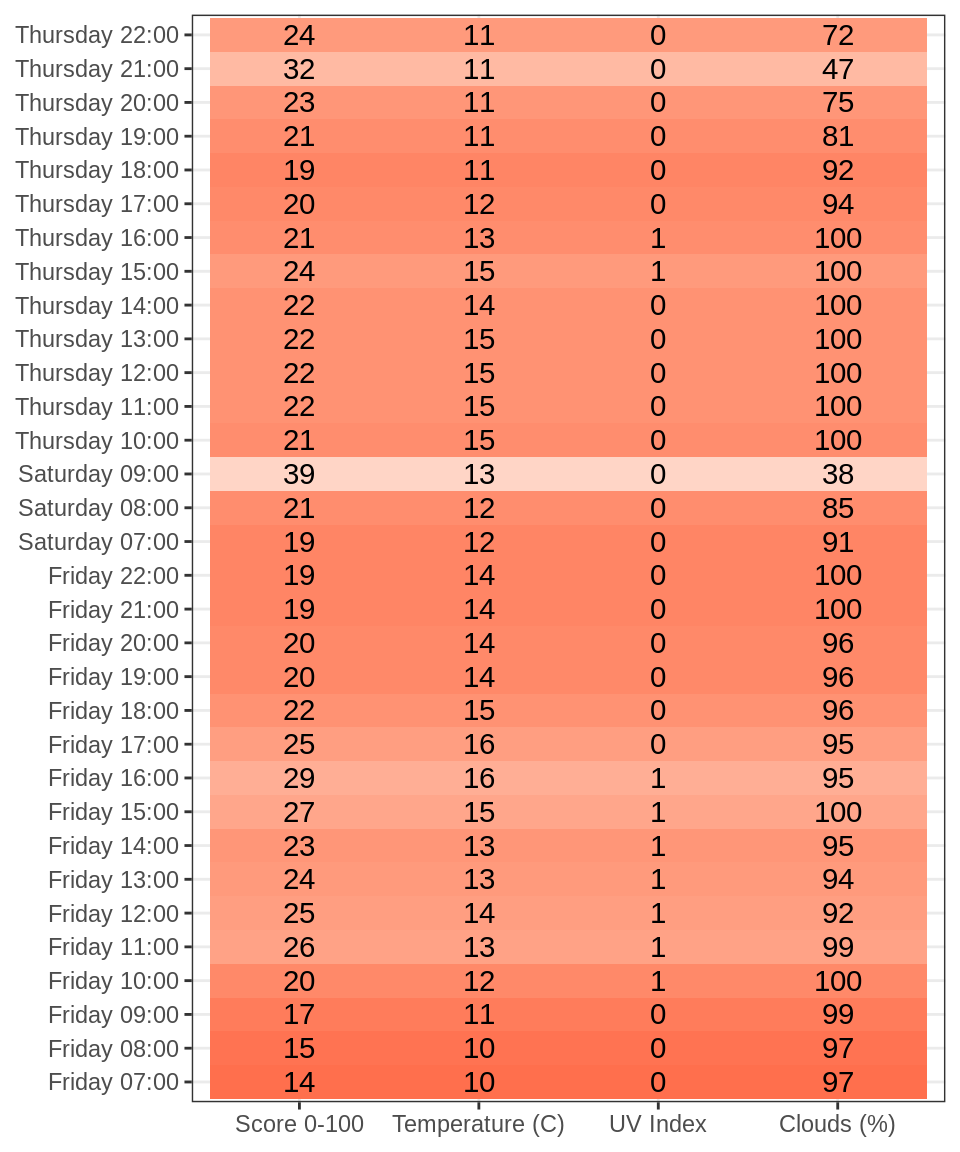 Thursday 22:00 24 11 0 72
Thursday 21:00 32 11 0 47
Thursday 20:00 23 11 0 75
Thursday 19:00 21 11 0 81
Thursday 18:00 19 11 0 92
Thursday 17:00 20 12 0 94
Thursday 16:00 21 13 1 100
Thursday 15:00 24 15 1 100
Thursday 14:00 22 14 0 100
Thursday 13:00 22 15 0 100
Thursday 12:00 22 15 0 100
Thursday 11:00 22 15 0 100
Thursday 10:00 21 15 0 100
Saturday 09:00 39 13 0 38
Saturday 08:00 21 12 0 85
Saturday 07:00 19 12 0 91
Friday 22:00 19 14 0 100
Friday 21:00 19 14 0 100
Friday 20:00 20 14 0 96
Friday 19:00 20 14 0 96
Friday 18:00 22 15 0 96
Friday 17:00 25 16 0 95
Friday 16:00 29 16 1 95
Friday 15:00 27 15 1 100
Friday 14:00 23 13 1 95
Friday 13:00 24 13 1 94
Friday 12:00 25 14 1 92
Friday 11:00 26 13 1 99
Friday 10:00 20 12 1 100
Friday 09:00 17 11 0 99
Friday 08:00 15 10 0 97
Friday 07:00 14 10 0 97
Score 0-100 Temperature (C) UV Index Clouds (%)